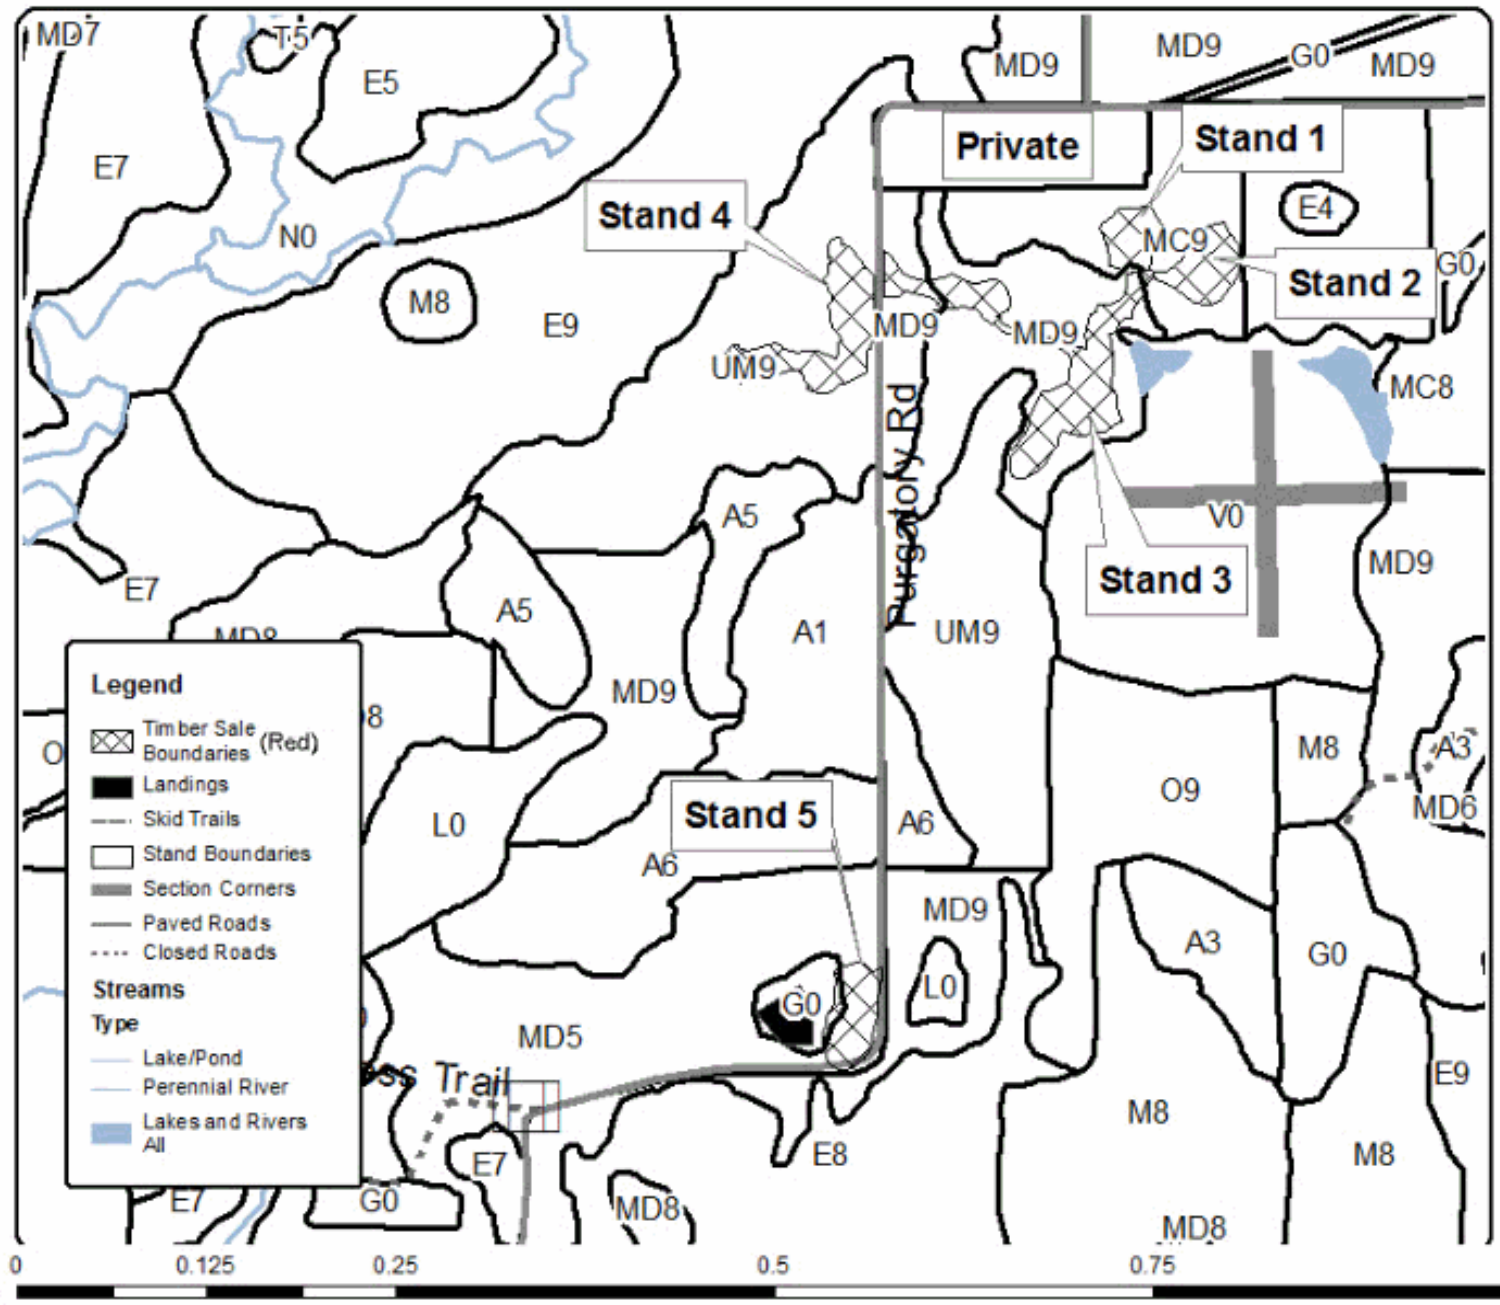 MD7
T5
MD9
MD9
G0
MD9
E5
Stand 1
Private
E7
Stand 4
E4
N0
MC9
G0
Stand 2
M8
E9
MD9
MD9
UM9
MC8
Purgatory Rd
A5
V0
MD9
E7
Stand 3
A5
A1
UM9
MD8
MD9
8
O
M8
A3
O9
MD6
Stand 5
L0
A6
A6
MD9
A3
G0
L0
G0
MD5
ess Trail
E9
M8
E8
M8
E7
E7
G0
MD8
MD8
Legend
Timber Sale
Boundaries (Red)
Landings
Skid Trails
Stand Boundaries
Section Corners
Paved Roads
Closed Roads
Streams
Type
Lake/Pond
Perennial River
Lakes and Rivers
All
0 0.125 0.25 0.5 0.75